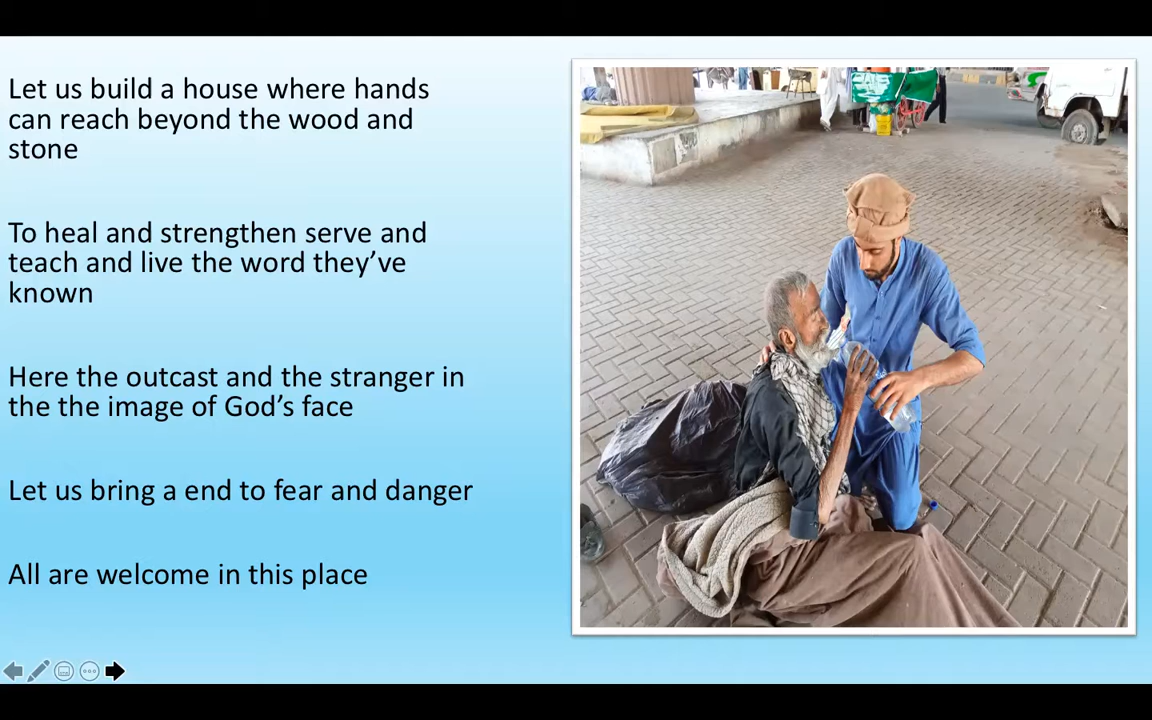 Let us build a house where hands
can reach beyond the wood and
stone
To heal and strengthen serve and
teach and live the word they’ve
known
Here the outcast and the stranger in
the the image of God’s face
Let us bring a end to fear and danger
All are welcome in this place